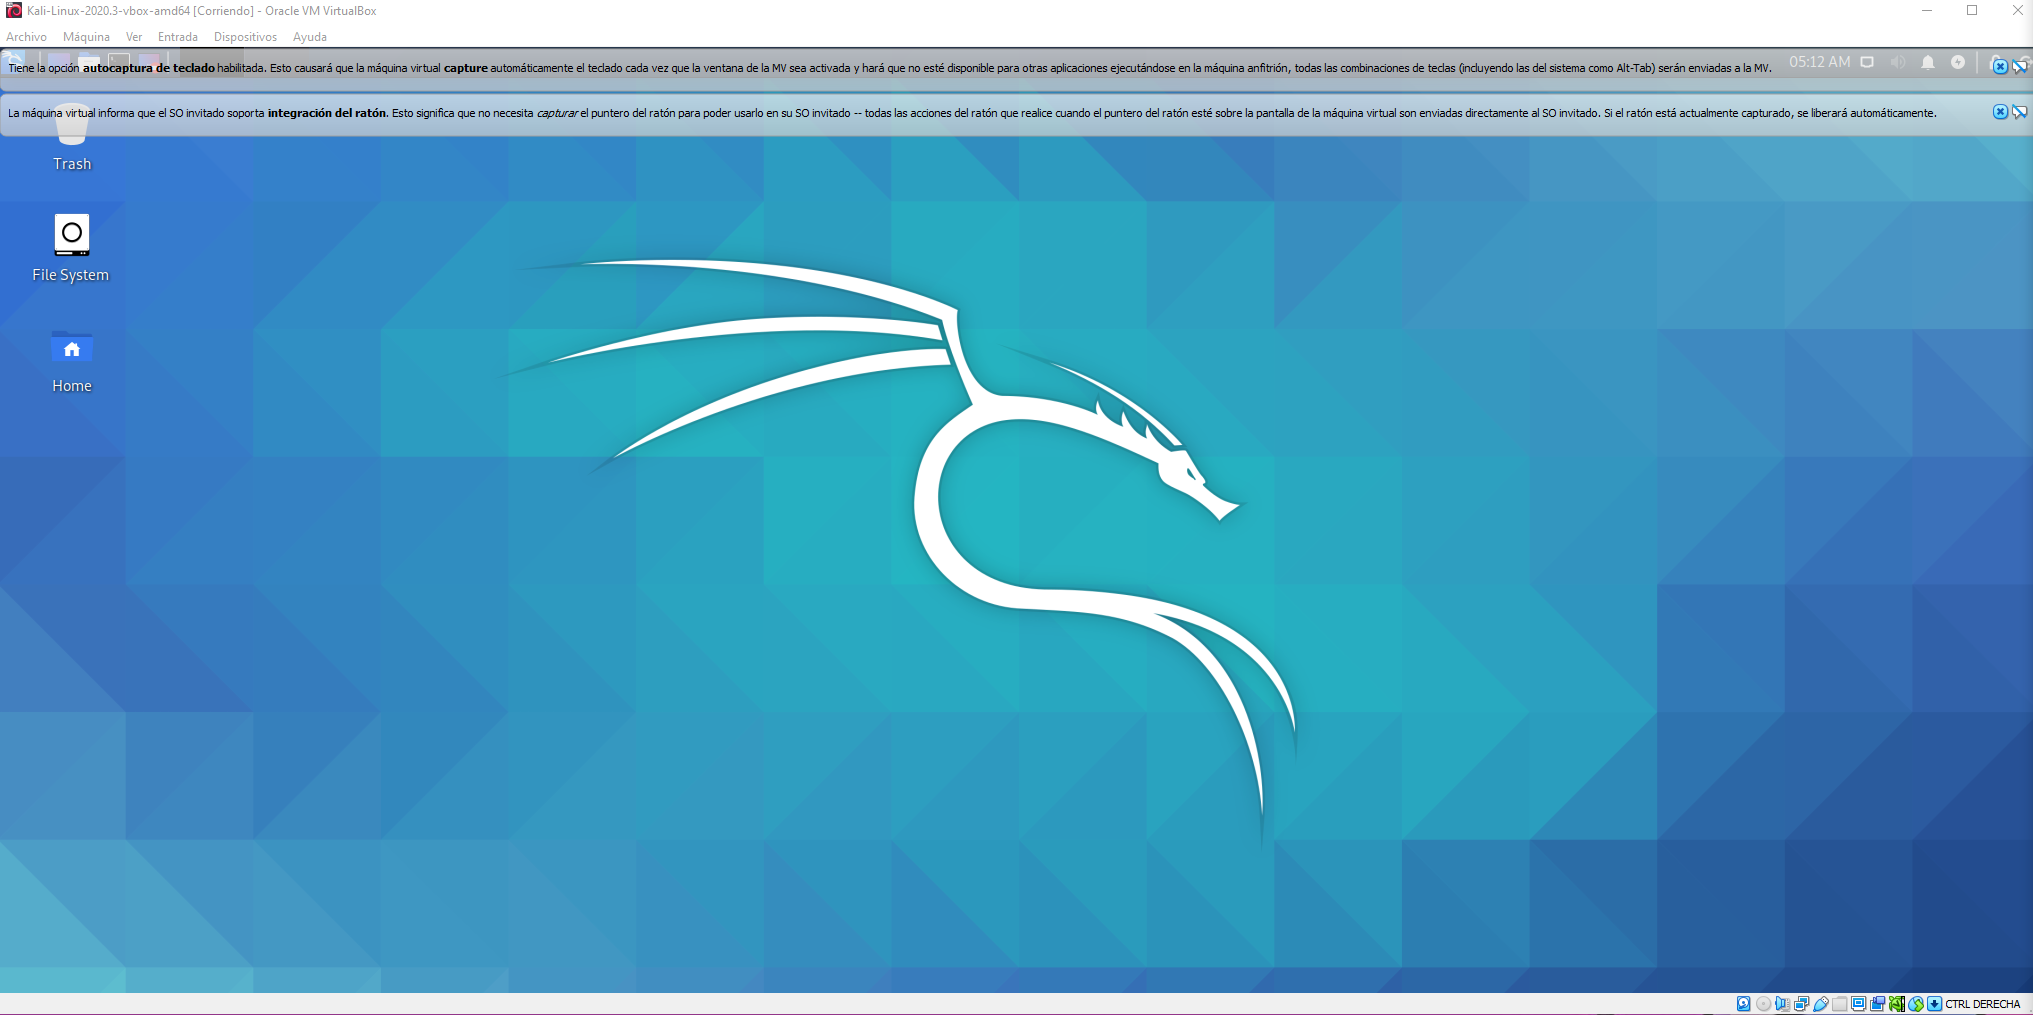 Kali-Linux-2020.3-vbox-amd64 [Corriendo] - Oracle VM VirtualBox
Archivo Máquina Ver Entrada Dispositivos Ayuda
Tiene la opción autocaptura de teclado habilitada. Esto causará que la máquina virtual capture automáticamente el teclado cada vez que la ventana de la MV sea activada y hará que no esté disponible para otras aplicaciones ejecutándose en la máquina anfitrión, todas las combinaciones de teclas (incluyendo las del sistema como Alt-Tab) serán enviadas a la MV.
05:12 AM
La máquina virtual informa que el SO invitado soporta integración del ratón. Esto significa que no necesita capturar el puntero del ratón para poder usarlo en su SO invitado -- todas las acciones del ratón que realice cuando el puntero del ratón esté sobre la pantalla de la máquina virtual son enviadas directamente al SO invitado. Si el ratón está actualmente capturado, se liberará automáticamente.
Trash
File System
Home
CTRL DERECHA